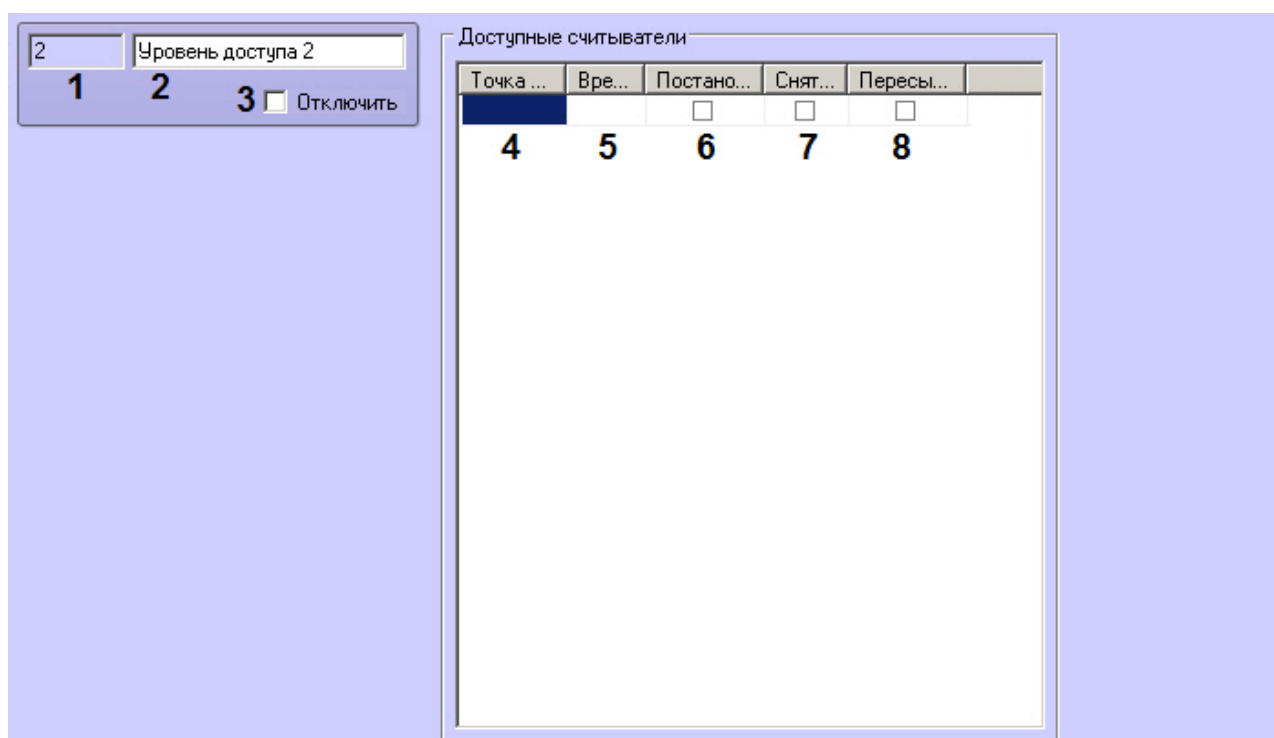 2 Уровень доступа 2
1 2 3 Отключить
Доступные считыватели
Точка ... Вре... Постано... Снят... Пересы...
4 5 6 7 8